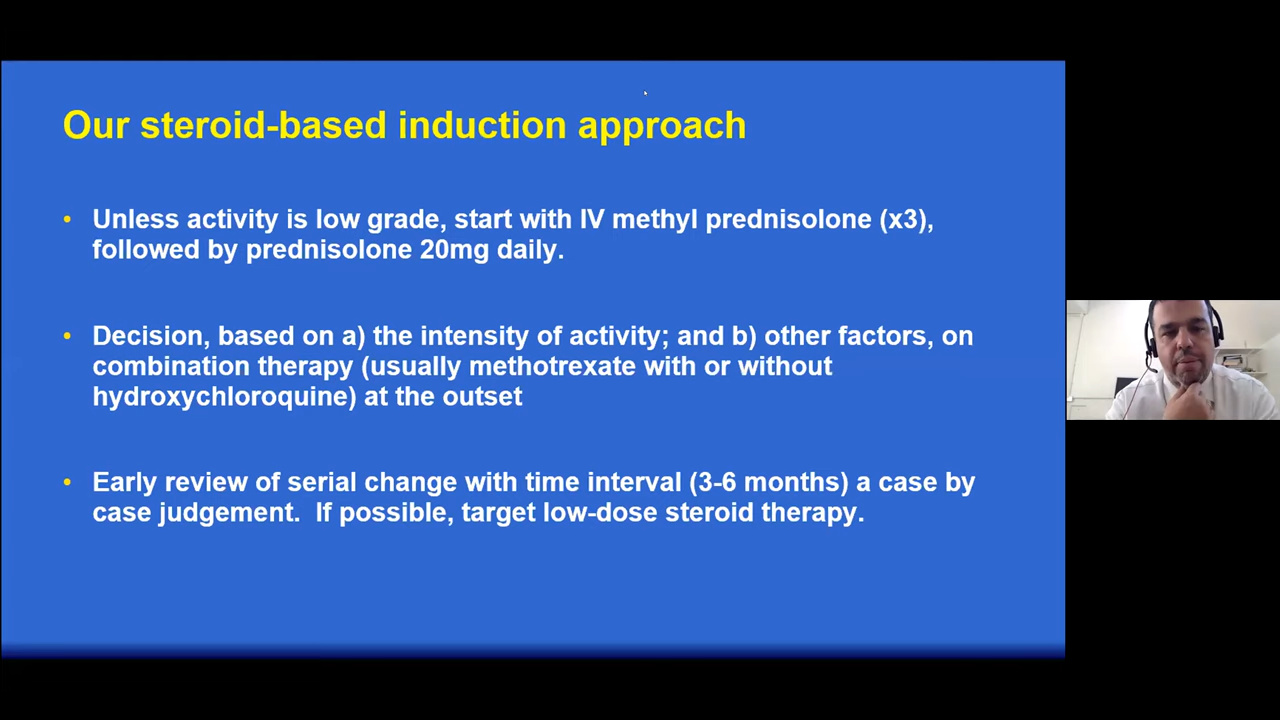 Our steroid-based induction approach
• Unless activity is low grade, start with IV methyl prednisolone (x3),
followed by prednisolone 20mg daily.
• Decision, based on a) the intensity of activity; and b) other factors, on
combination therapy (usually methotrexate with or without
hydroxychloroquine) at the outset
• Early review of serial change with time interval (3-6 months) a case by
case judgement.  If possible, target low-dose steroid therapy.